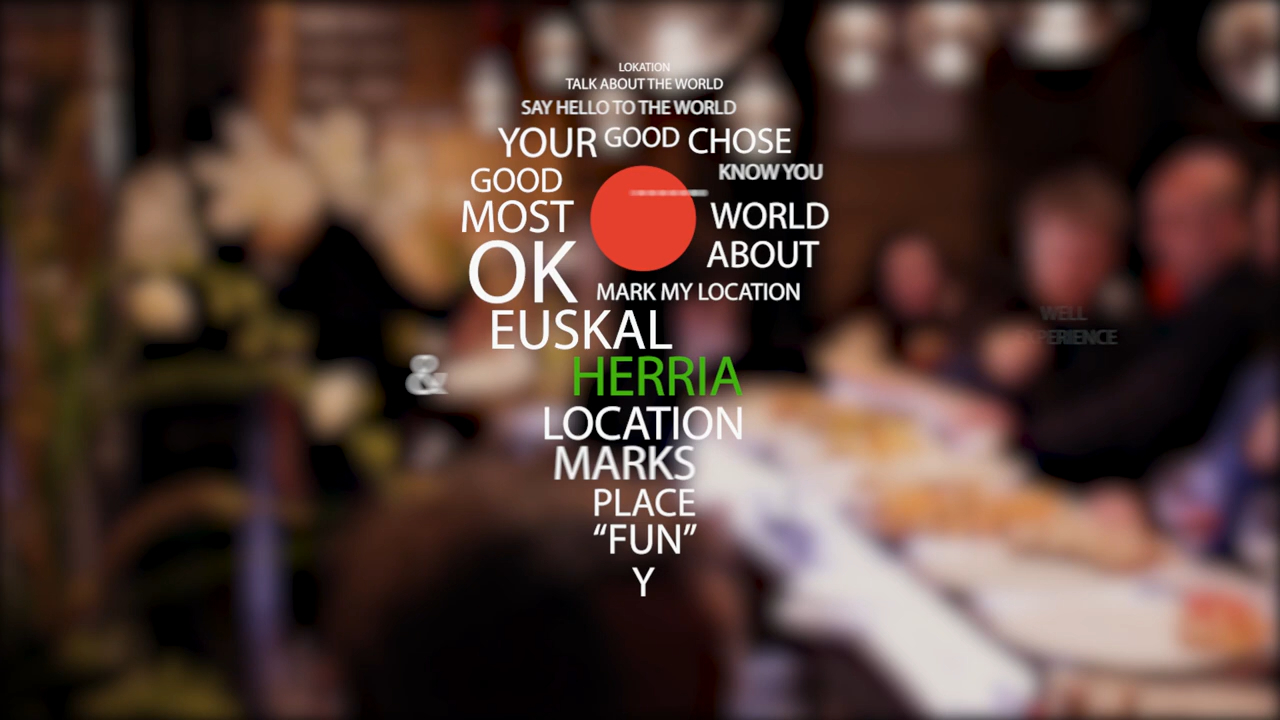 LOKATION
TALK ABOUT THE WORLD
SAY HELLO TO THE WORLD
YOUR GOOD CHOSE
GOOD
KNOW YOU
MOST
WORLD
OK
ABOUT
MARK MY LOCATION
EUSKAL
WELL
&
HERRIA
LOCATION
MARKS
PLACE
“FUN”
Y